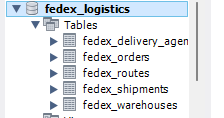 fedex_logistics
Tables
fedex_delivery_agen
fedex_orders
fedex_routes
fedex_shipments
fedex_warehouses